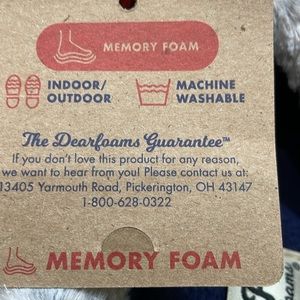 MEMORY FOAM
INDOOR/
OUTDOOR
MACHINE
WASHABLE
The Dearfoams Guarantee™
If you don't love this product for any reason,
we want to hear from you! Please contact us at:
13405 Yarmouth Road, Pickerington, OH 43147
1-800-628-0322
MEMORY FOAM